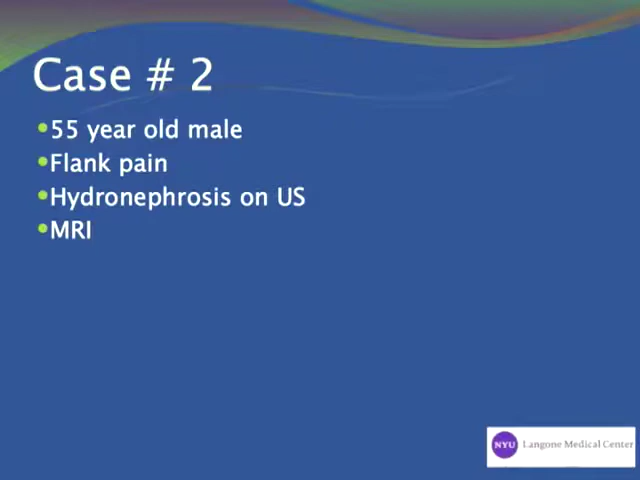 Case # 2
•55 year old male
•Flank pain
•Hydronephrosis on US
•MRI
NYU Langone Medical Center